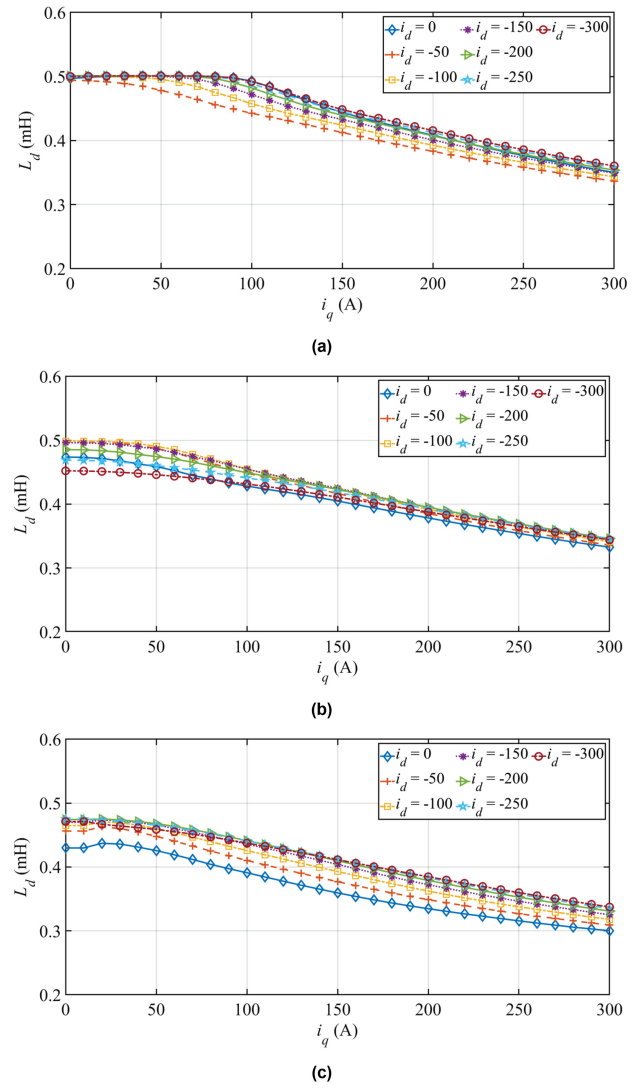 0.6
0.5
0.4
0.3
0.2
L_d (mH)
i_d = 0 i_d = -150 i_d = -300
i_d = -50 i_d = -200
i_d = -100 i_d = -250
0 50 100 150 200 250 300
i_q (A)
(a)
0.6
0.5
0.4
0.3
0.2
L_d (mH)
i_d = 0 i_d = -150 i_d = -300
i_d = -50 i_d = -200
i_d = -100 i_d = -250
0 50 100 150 200 250 300
i_q (A)
(b)
0.6
0.5
0.4
0.3
0.2
L_d (mH)
i_d = 0 i_d = -150 i_d = -300
i_d = -50 i_d = -200
i_d = -100 i_d = -250
0 50 100 150 200 250 300
i_q (A)
(c)